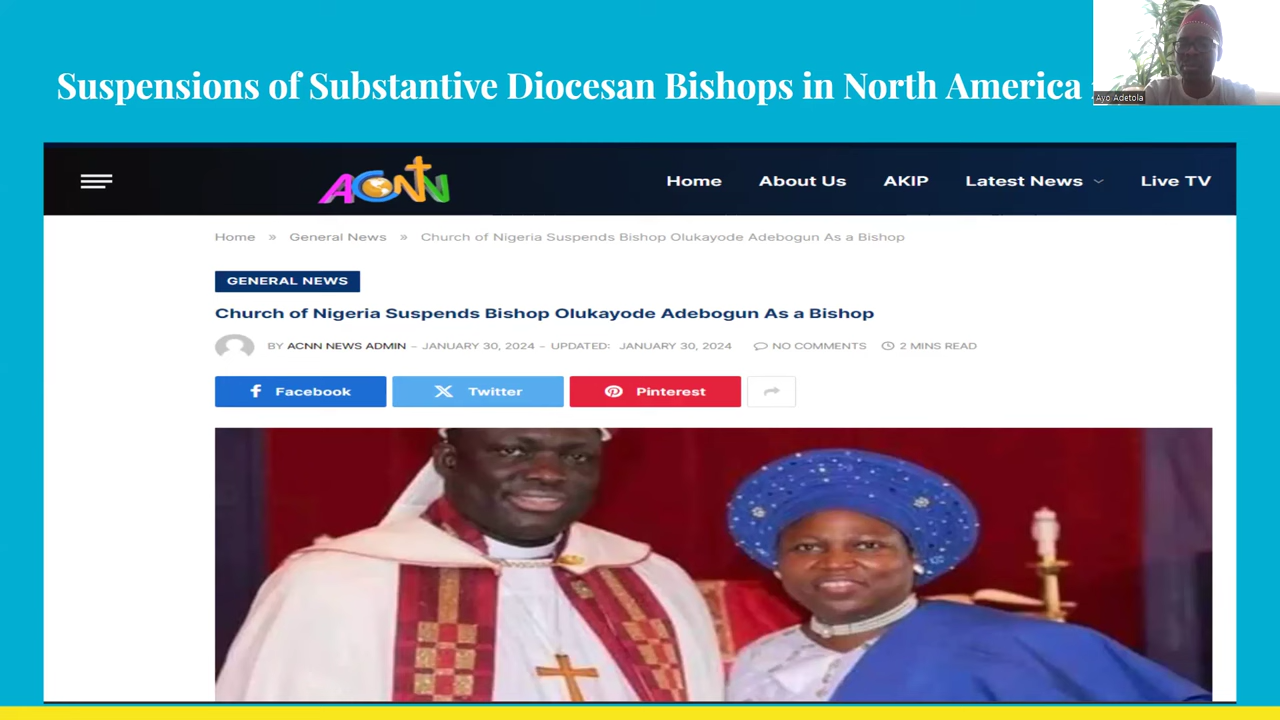 Suspensions of Substantive Diocesan Bishops in North America
Ayo Adetola
ACNN
Home
About Us
AKIP
Latest News
Live TV
Home » General News » Church of Nigeria Suspends Bishop Olukayode Adebogun As a Bishop
GENERAL NEWS
Church of Nigeria Suspends Bishop Olukayode Adebogun As a Bishop
BY ACNN NEWS ADMIN – JANUARY 30, 2024 – UPDATED: JANUARY 30, 2024 NO COMMENTS 2 MINS READ
Facebook
Twitter
Pinterest